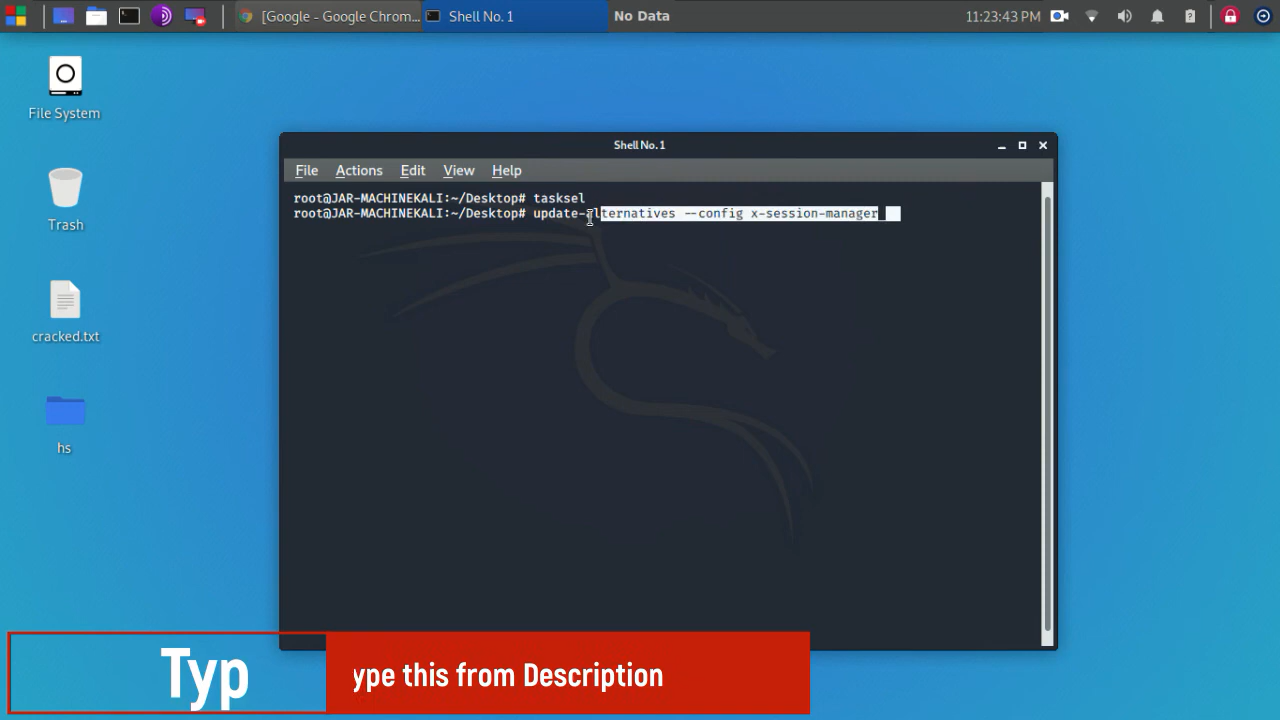 [Google - Google Chrom...
Shell No. 1
No Data
11:23:43 PM
File System
Trash
cracked.txt
hs
Shell No. 1
File Actions Edit View Help
root@JAR-MACHINEKALI:~/Desktop# tasksel
root@JAR-MACHINEKALI:~/Desktop# update-alternatives --config x-session-manager
Typ
ype this from Description